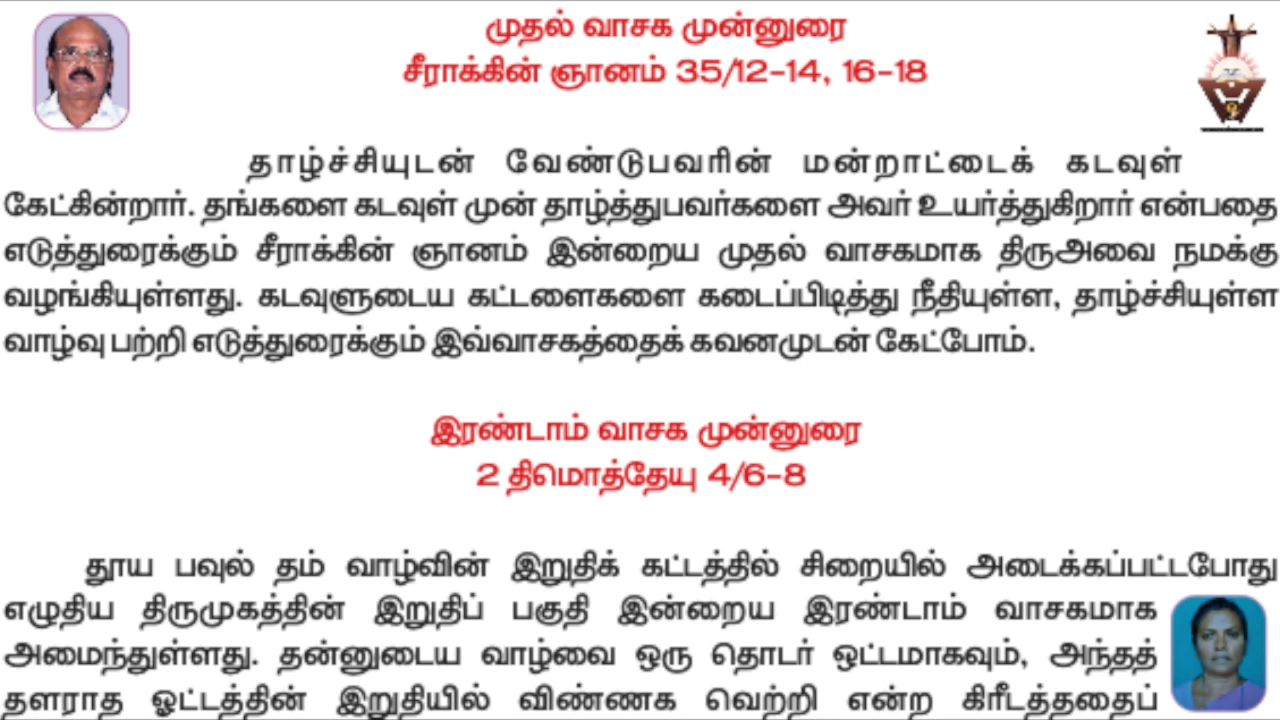 முதல் வாசக முன்னுரை
சீராக்கின் ஞானம் 35/12-14, 16-18
தாழ்ச்சியுடன் வேண்டுபவரின் மன்றாட்டைக் கடவுள்
கேட்கின்றார். தங்களை கடவுள் முன் தாழ்த்துபவர்களை அவர் உயர்த்துகிறார் என்பதை
எடுத்துரைக்கும் சீராக்கின் ஞானம் இன்றைய முதல் வாசகமாக திருஅவை நமக்கு
வழங்கியுள்ளது. கடவுளுடைய கட்டளைகளை கடைப்பிடித்து நீதியுள்ள, தாழ்ச்சியுள்ள
வாழ்வு பற்றி எடுத்துரைக்கும் இவ்வாசகத்தைக் கவனமுடன் கேட்போம்.
இரண்டாம் வாசக முன்னுரை
2 திமொத்தேயு 4/6-8
தூய பவுல் தம் வாழ்வின் இறுதிக் கட்டத்தில் சிறையில் அடைக்கப்பட்டபோது
எழுதிய திருமுகத்தின் இறுதிப் பகுதி இன்றைய இரண்டாம் வாசகமாக
அமைந்துள்ளது. தன்னுடைய வாழ்வை ஒரு தொடர் ஒட்டமாகவும், அந்தத்
தளராத ஓட்டத்தின் இறுதியில் விண்ணக வெற்றி என்ற கிரீடத்ததைப்